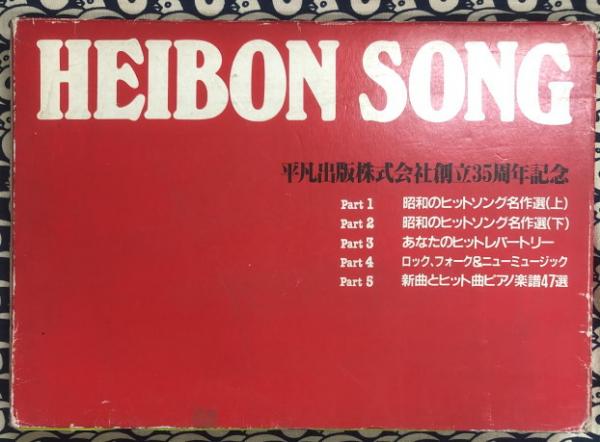 HEIBON SONG
平凡出版株式会社創立35周年記念
Part 1 昭和のヒットソング名作選(上)
Part 2 昭和のヒットソング名作選(下)
Part 3 あなたのヒットレパートリー
Part 4 ロック、フォーク&ニューミュージック
Part 5 新曲とヒット曲ピアノ楽譜47選